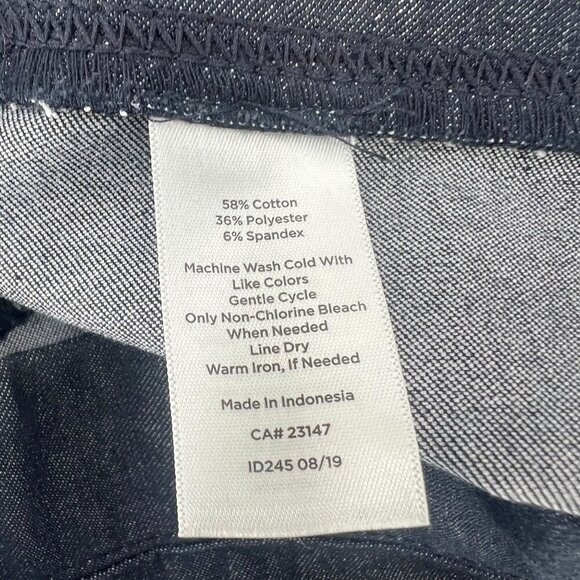 58% Cotton
36% Polyester
6% Spandex
Machine Wash Cold With
Like Colors
Gentle Cycle
Only Non-Chlorine Bleach
When Needed
Line Dry
Warm Iron, If Needed
Made In Indonesia
CA# 23147
ID245 08/19